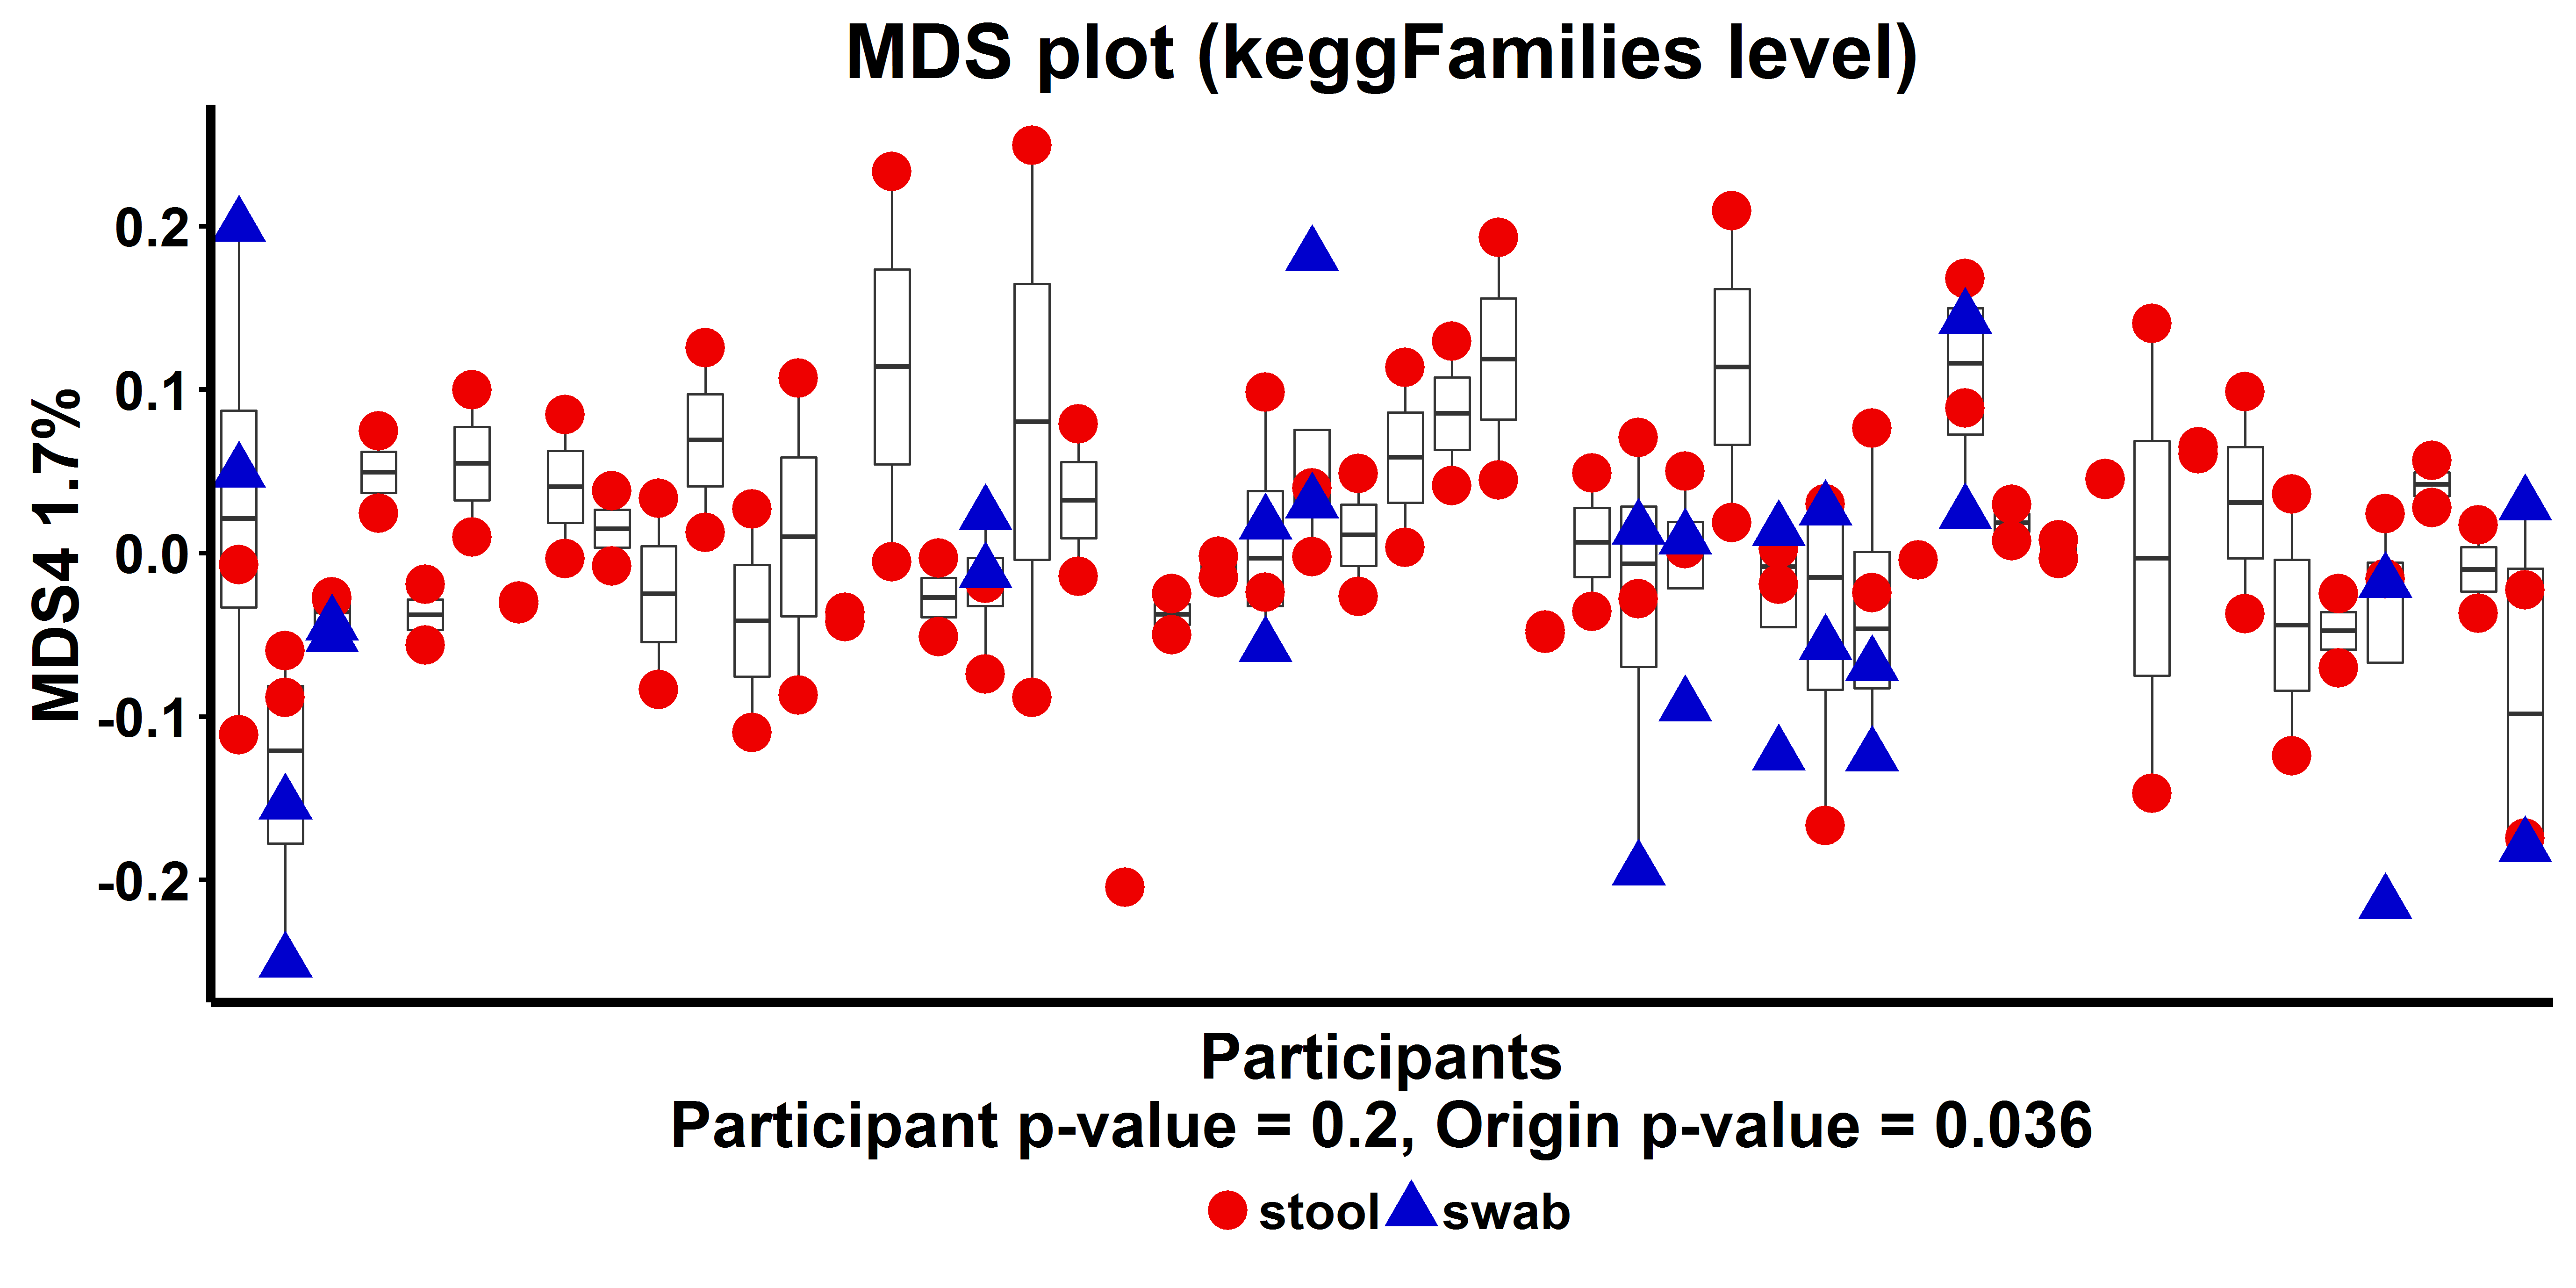 MDS plot (keggFamilies level)
MDS4 1.7%
0.2
0.1
0.0
-0.1
-0.2
Participants
Participant p-value = 0.2, Origin p-value = 0.036
stool swab